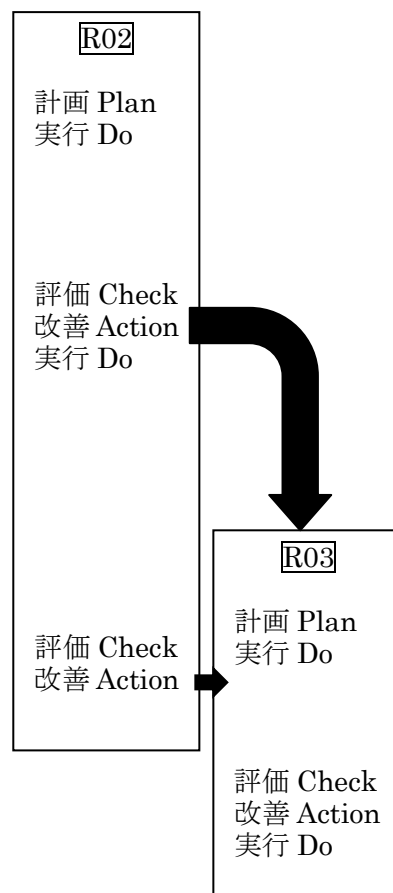 R02
計画 Plan
実行 Do
評価 Check
改善 Action
実行 Do
評価 Check
改善 Action
R03
計画 Plan
実行 Do
評価 Check
改善 Action
実行 Do